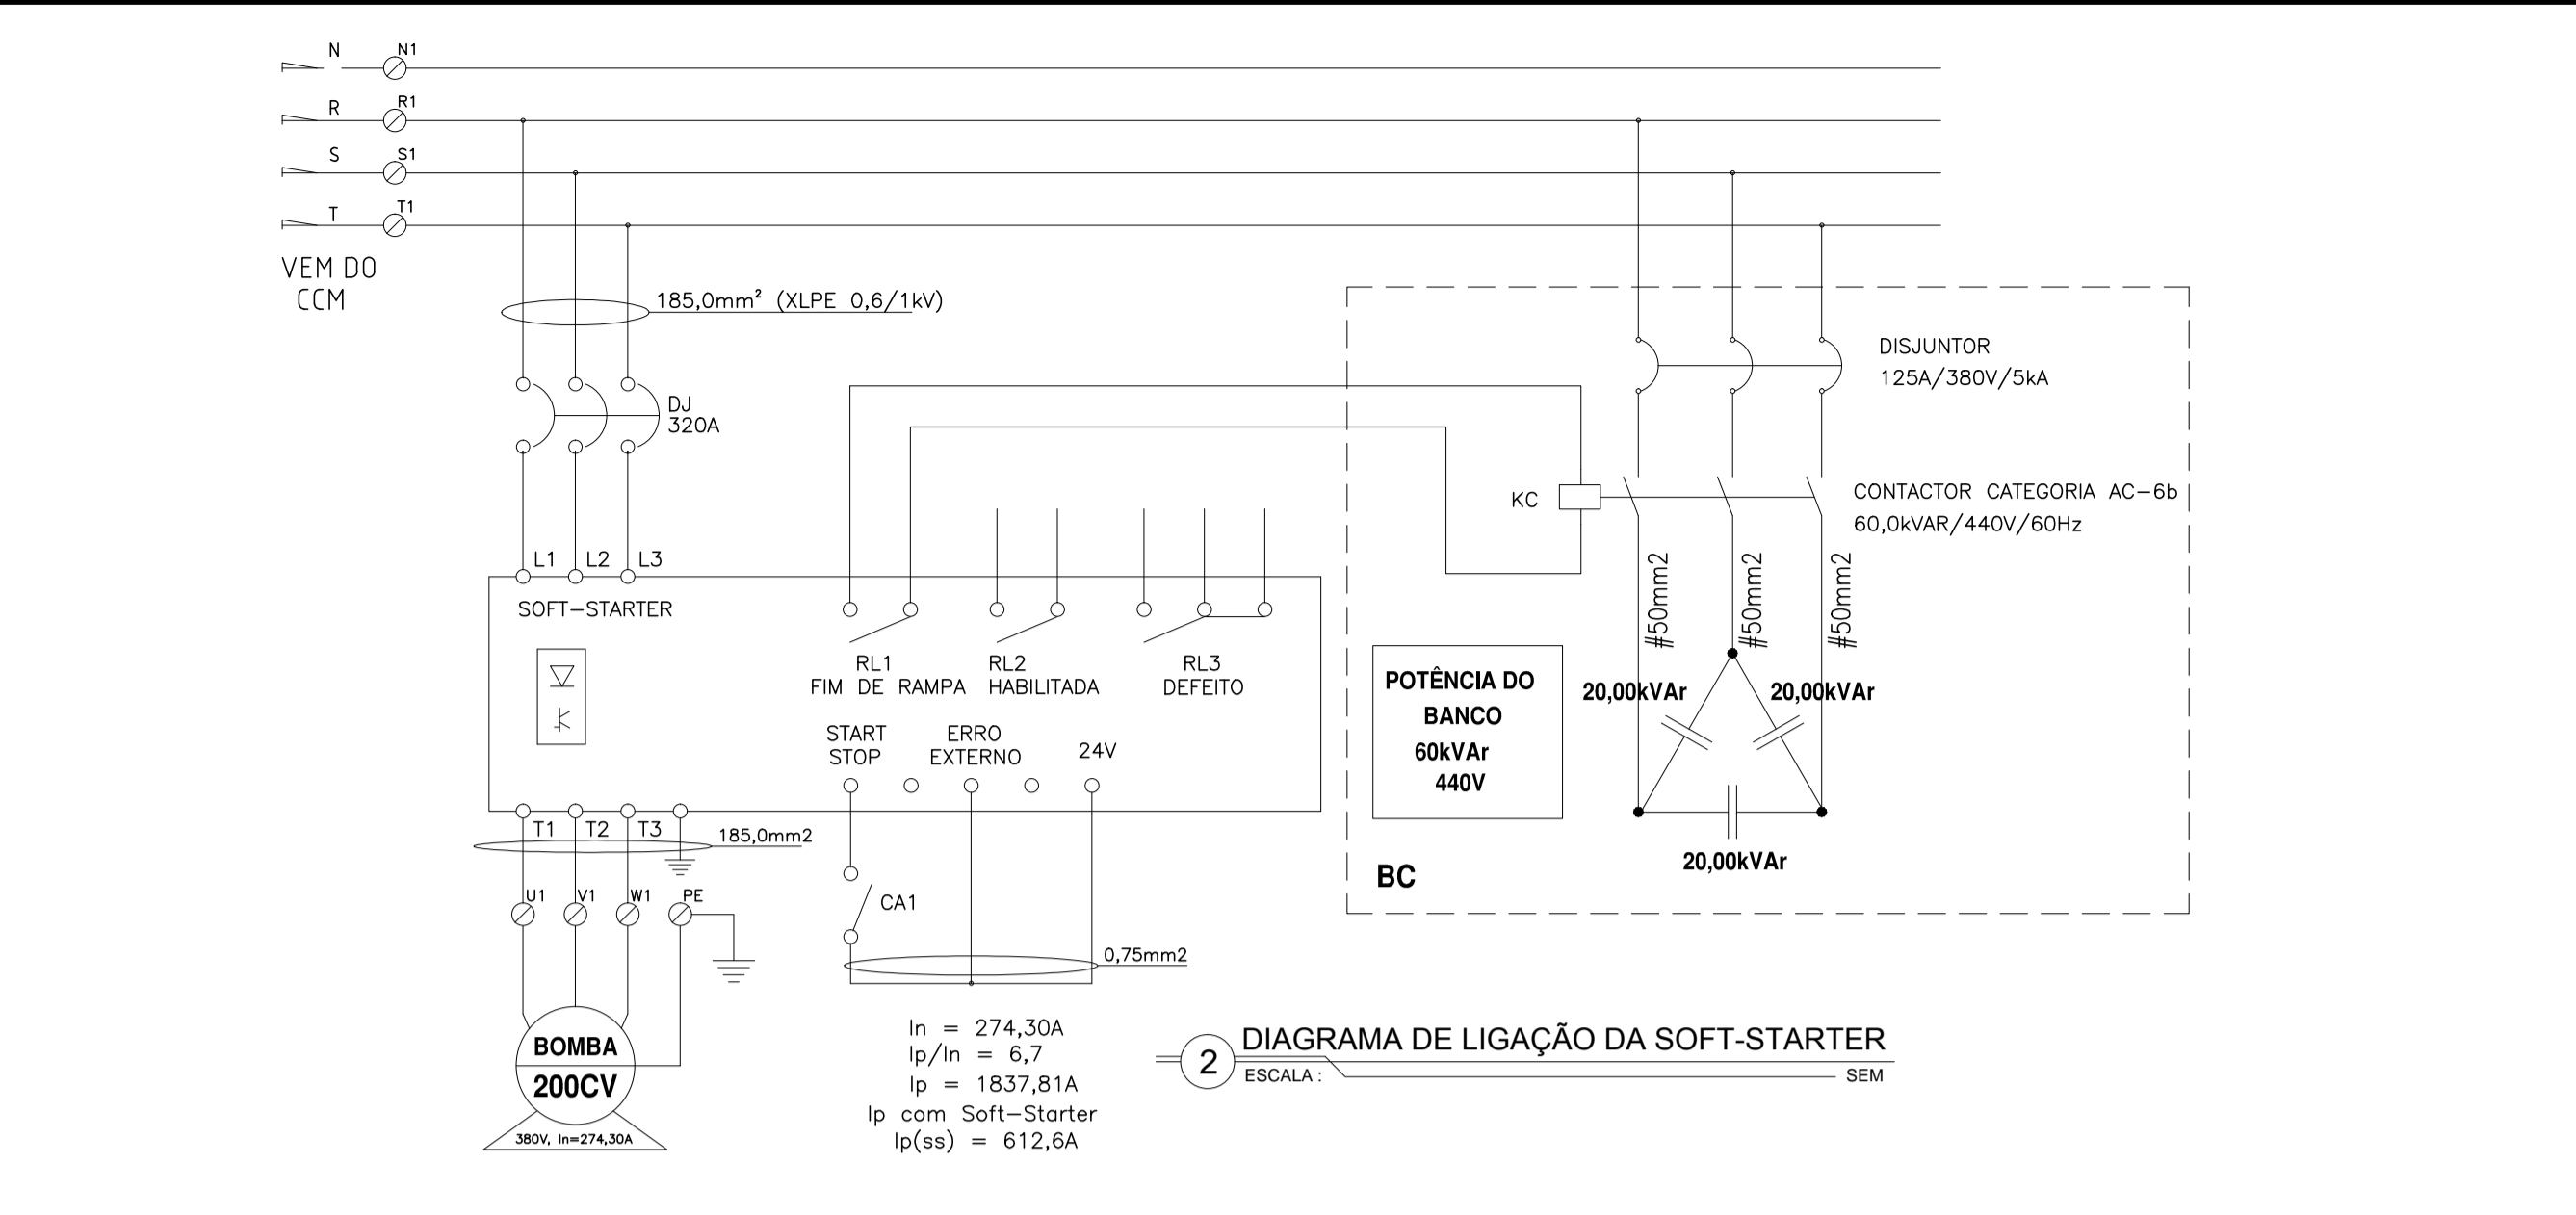 N
N1
R
R1
S
S1
T
T1
VEM DO
CCM
185,0mm² (XLPE 0,6/1kV)
DJ
320A
DISJUNTOR
125A/380V/5kA
KC
CONTACTOR CATEGORIA AC-6b
60,0kVAR/440V/60Hz
#50mm2
#50mm2
#50mm2
L1
L2
L3
SOFT-STARTER
RL1
FIM DE RAMPA
RL2
HABILITADA
RL3
DEFEITO
START
STOP
ERRO
EXTERNO
24V
POTÊNCIA DO
BANCO
60kVAr
440V
20,00kVAr
20,00kVAr
20,00kVAr
BC
T1
T2
T3
185,0mm2
U1
V1
W1
PE
CA1
0,75mm2
BOMBA
200CV
380V, In=274,30A
In = 274,30A
Ip/In = 6,7
Ip = 1837,81A
Ip com Soft-Starter
Ip(ss) = 612,6A
2
DIAGRAMA DE LIGAÇÃO DA SOFT-STARTER
ESCALA :
SEM